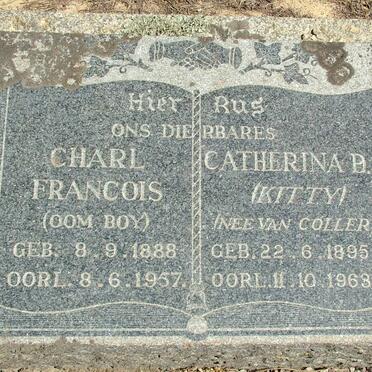 Hier Rus
ONS DIERBARES
CHARL
FRANCOIS
(OOM BOY)
GEB: 8.9.1888
OORL. 8.6.1957.
CATHERINA B.
(KITTY)
(NEE VAN COLLER
GEB. 22.6.1895
OORL. 11.10.1968